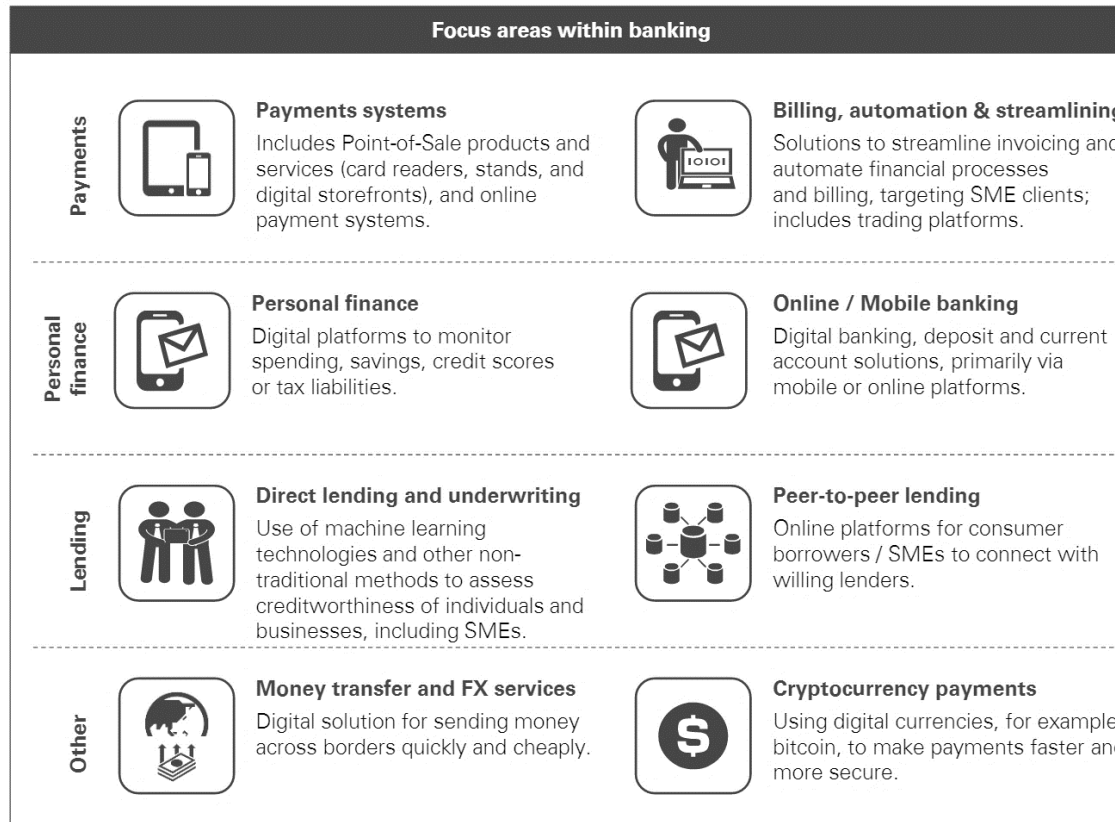 Focus areas within banking
Payments
Payments systems
Includes Point-of-Sale products and
services (card readers, stands, and
digital storefronts), and online
payment systems.
10101
Billing, automation & streamlining
Solutions to streamline invoicing and
automate financial processes
and billing, targeting SME clients;
includes trading platforms.
Personal
finance
Personal finance
Digital platforms to monitor
spending, savings, credit scores
or tax liabilities.
Online / Mobile banking
Digital banking, deposit and current
account solutions, primarily via
mobile or online platforms.
Lending
Direct lending and underwriting
Use of machine learning
technologies and other non-
traditional methods to assess
creditworthiness of individuals and
businesses, including SMEs.
Peer-to-peer lending
Online platforms for consumer
borrowers / SMEs to connect with
willing lenders.
Other
Money transfer and FX services
Digital solution for sending money
across borders quickly and cheaply.
$
Cryptocurrency payments
Using digital currencies, for example
bitcoin, to make payments faster and
more secure.